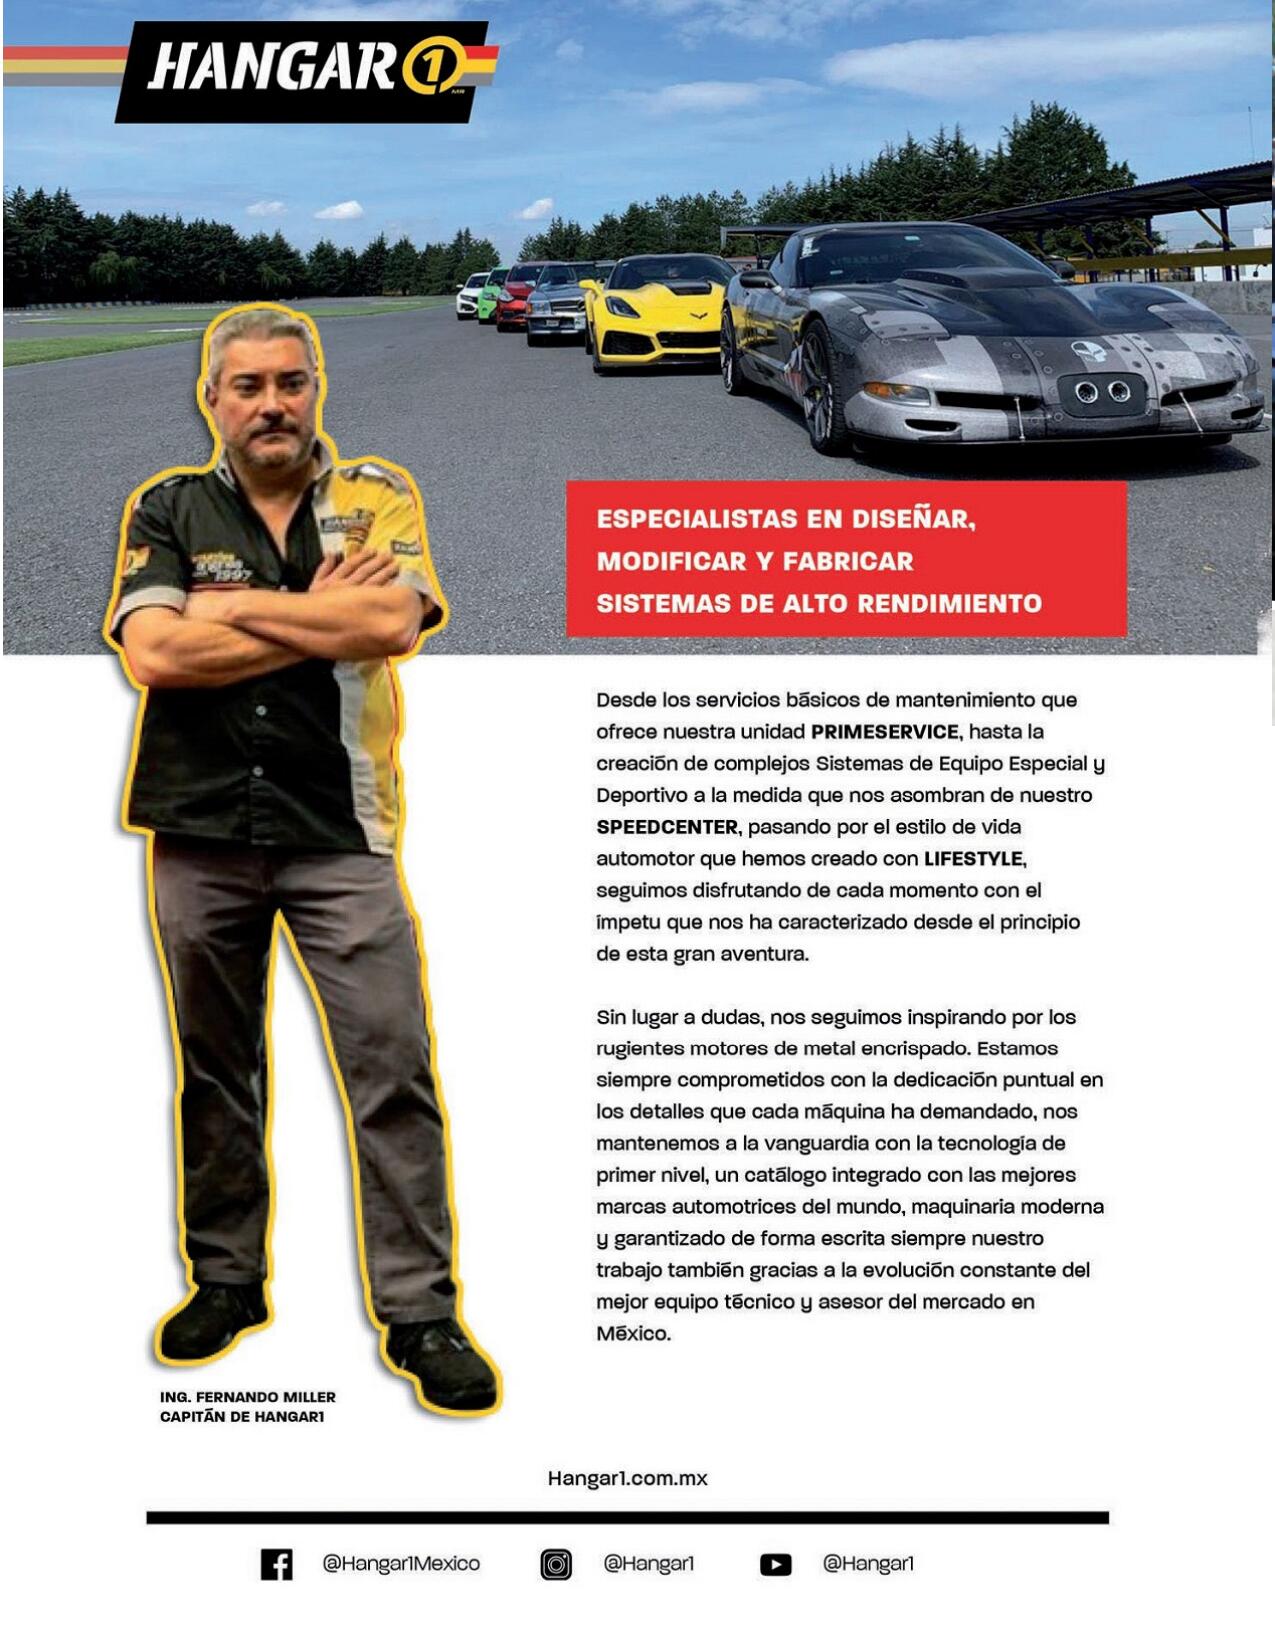 HANGAR 1
MR
HANGAR
1997
ESPECIALISTAS EN DISEÑAR,
MODIFICAR Y FABRICAR
SISTEMAS DE ALTO RENDIMIENTO
Desde los servicios básicos de mantenimiento que
ofrece nuestra unidad PRIMESERVICE, hasta la
creación de complejos Sistemas de Equipo Especial y
Deportivo a la medida que nos asombran de nuestro
SPEEDCENTER, pasando por el estilo de vida
automotor que hemos creado con LIFESTYLE,
seguimos disfrutando de cada momento con el
ímpetu que nos ha caracterizado desde el principio
de esta gran aventura.
Sin lugar a dudas, nos seguimos inspirando por los
rugientes motores de metal encrispado. Estamos
siempre comprometidos con la dedicación puntual en
los detalles que cada máquina ha demandado, nos
mantenemos a la vanguardia con la tecnología de
primer nivel, un catálogo integrado con las mejores
marcas automotrices del mundo, maquinaria moderna
y garantizado de forma escrita siempre nuestro
trabajo también gracias a la evolución constante del
mejor equipo técnico y asesor del mercado en
México.
ING. FERNANDO MILLER
CAPITÁN DE HANGAR1
Hangar1.com.mx
@Hangar1Mexico
@Hangar1
@Hangar1